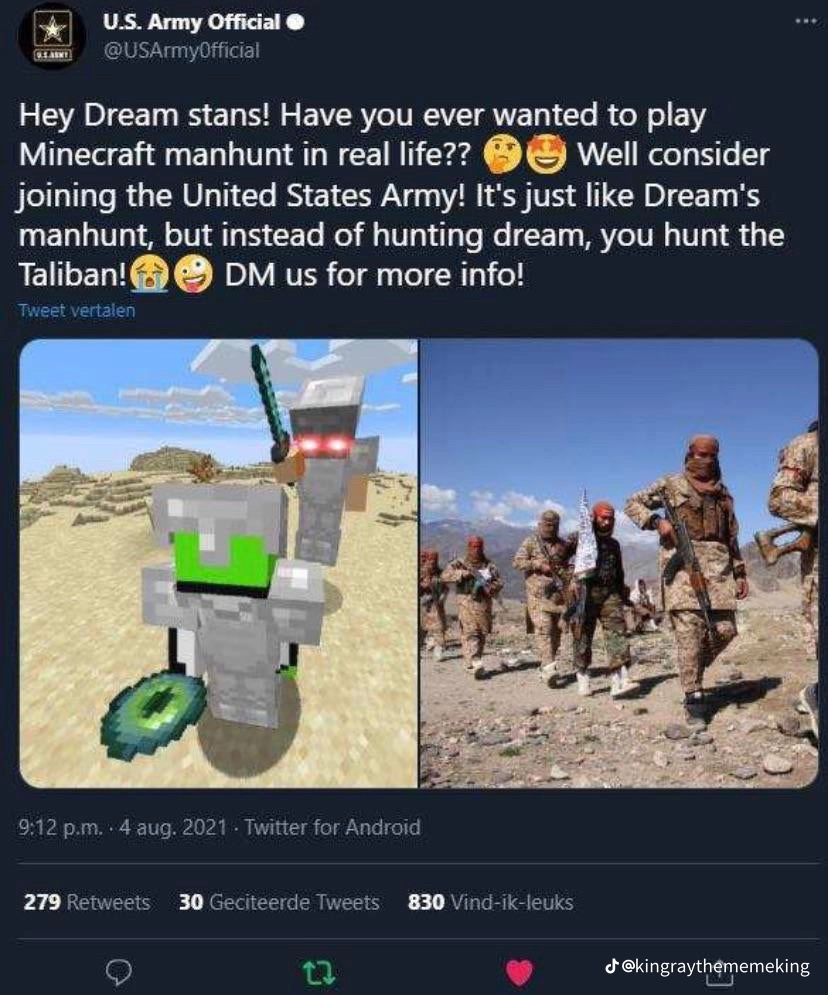 U.S. Army Official
@USArmy0fficial
U.S.ARMY
Hey Dream stans! Have you ever wanted to play
Minecraft manhunt in real life?? 🤔🤩 Well consider
joining the United States Army! It's just like Dream's
manhunt, but instead of hunting dream, you hunt the
Taliban!😭🤪 DM us for more info!
Tweet vertalen
9:12 p.m. · 4 aug. 2021 · Twitter for Android
279 Retweets 30 Geciteerde Tweets 830 Vind-ik-leuks
@kingraythememeking